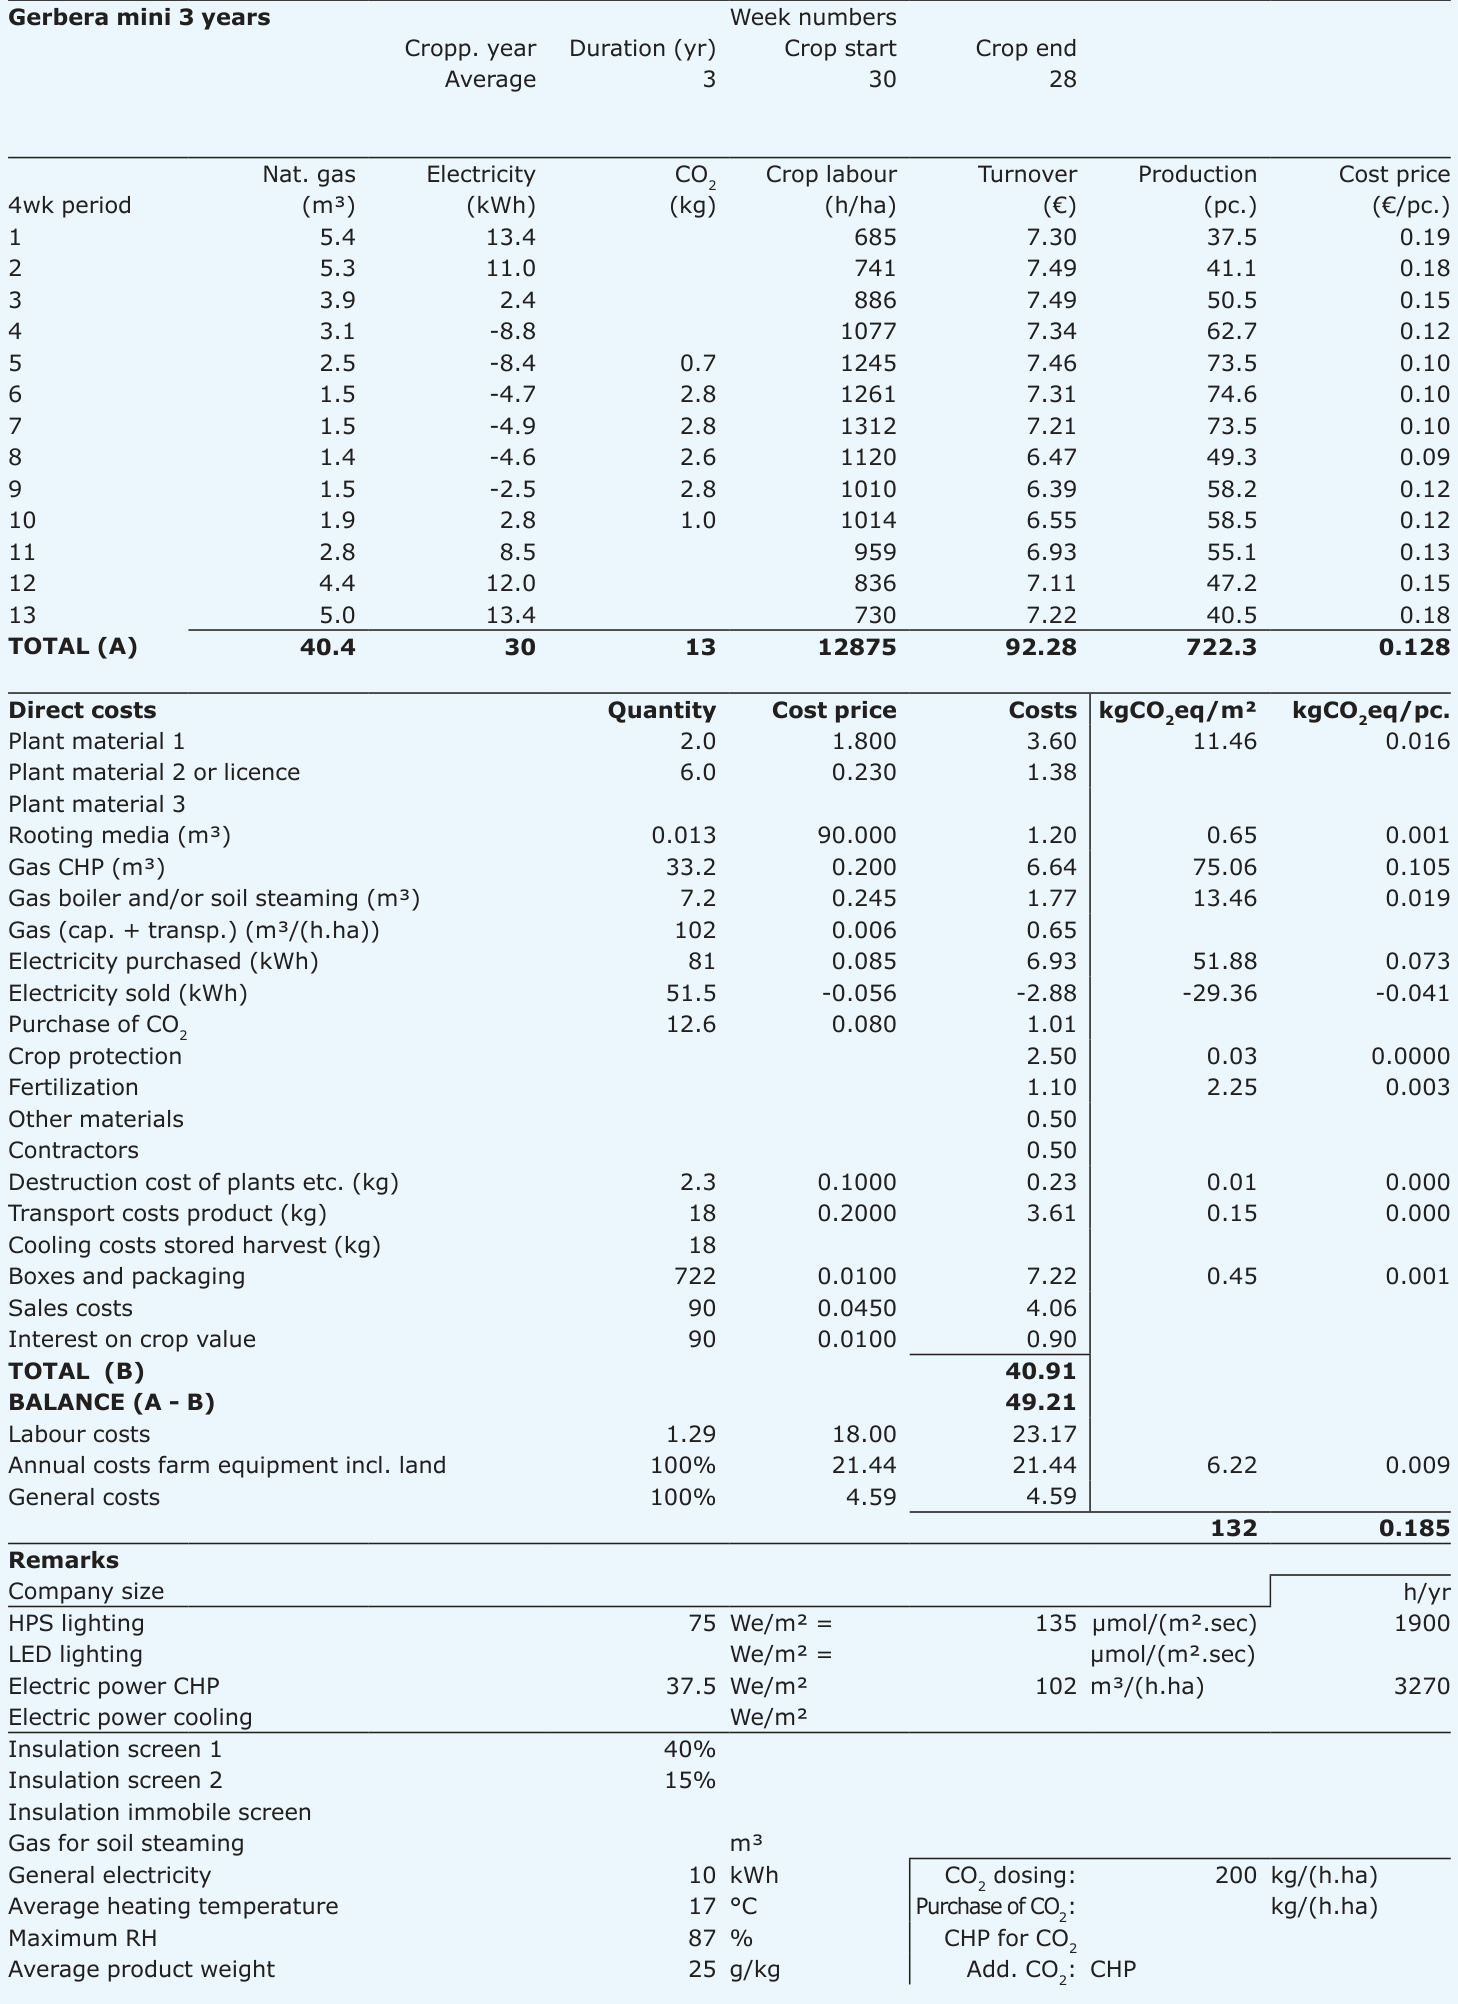 Gerbera mini 3 years Week numbers
Cropp. year Duration (yr) Crop start Crop end
Average 3 30 28
Nat. gas Electricity CO₂ Crop labour Turnover Production Cost price
4wk period (m³) (kWh) (kg) (h/ha) (€) (pc.) (€/pc.)
1 5.4 13.4 685 7.30 37.5 0.19
2 5.3 11.0 741 7.49 41.1 0.18
3 3.9 2.4 886 7.49 50.5 0.15
4 3.1 -8.8 1077 7.34 62.7 0.12
5 2.5 -8.4 0.7 1245 7.46 73.5 0.10
6 1.5 -4.7 2.8 1261 7.31 74.6 0.10
7 1.5 -4.9 2.8 1312 7.21 73.5 0.10
8 1.4 -4.6 2.6 1120 6.47 49.3 0.09
9 1.5 -2.5 2.8 1010 6.39 58.2 0.12
10 1.9 2.8 1.0 1014 6.55 58.5 0.12
11 2.8 8.5 959 6.93 55.1 0.13
12 4.4 12.0 836 7.11 47.2 0.15
13 5.0 13.4 730 7.22 40.5 0.18
TOTAL (A) 40.4 30 13 12875 92.28 722.3 0.128
Direct costs Quantity Cost price Costs kgCO₂eq/m² kgCO₂eq/pc.
Plant material 1 2.0 1.800 3.60 11.46 0.016
Plant material 2 or licence 6.0 0.230 1.38
Plant material 3
Rooting media (m³) 0.013 90.000 1.20 0.65 0.001
Gas CHP (m³) 33.2 0.200 6.64 75.06 0.105
Gas boiler and/or soil steaming (m³) 7.2 0.245 1.77 13.46 0.019
Gas (cap. + transp.) (m³/(h.ha)) 102 0.006 0.65
Electricity purchased (kWh) 81 0.085 6.93 51.88 0.073
Electricity sold (kWh) 51.5 -0.056 -2.88 -29.36 -0.041
Purchase of CO₂ 12.6 0.080 1.01
Crop protection 2.50 0.03 0.0000
Fertilization 1.10 2.25 0.003
Other materials 0.50
Contractors 0.50
Destruction cost of plants etc. (kg) 2.3 0.1000 0.23 0.01 0.000
Transport costs product (kg) 18 0.2000 3.61 0.15 0.000
Cooling costs stored harvest (kg) 18
Boxes and packaging 722 0.0100 7.22 0.45 0.001
Sales costs 90 0.0450 4.06
Interest on crop value 90 0.0100 0.90
TOTAL (B) 40.91
BALANCE (A - B) 49.21
Labour costs 1.29 18.00 23.17
Annual costs farm equipment incl. land 100% 21.44 21.44 6.22 0.009
General costs 100% 4.59 4.59
132 0.185
Remarks
Company size h/yr
HPS lighting 75 We/m² = 135 µmol/(m².sec) 1900
LED lighting We/m² = µmol/(m².sec)
Electric power CHP 37.5 We/m² 102 m³/(h.ha) 3270
Electric power cooling We/m²
Insulation screen 1 40%
Insulation screen 2 15%
Insulation immobile screen
Gas for soil steaming m³
General electricity 10 kWh CO₂ dosing: 200 kg/(h.ha)
Average heating temperature 17 °C Purchase of CO₂: kg/(h.ha)
Maximum RH 87 % CHP for CO₂
Average product weight 25 g/kg Add. CO₂: CHP